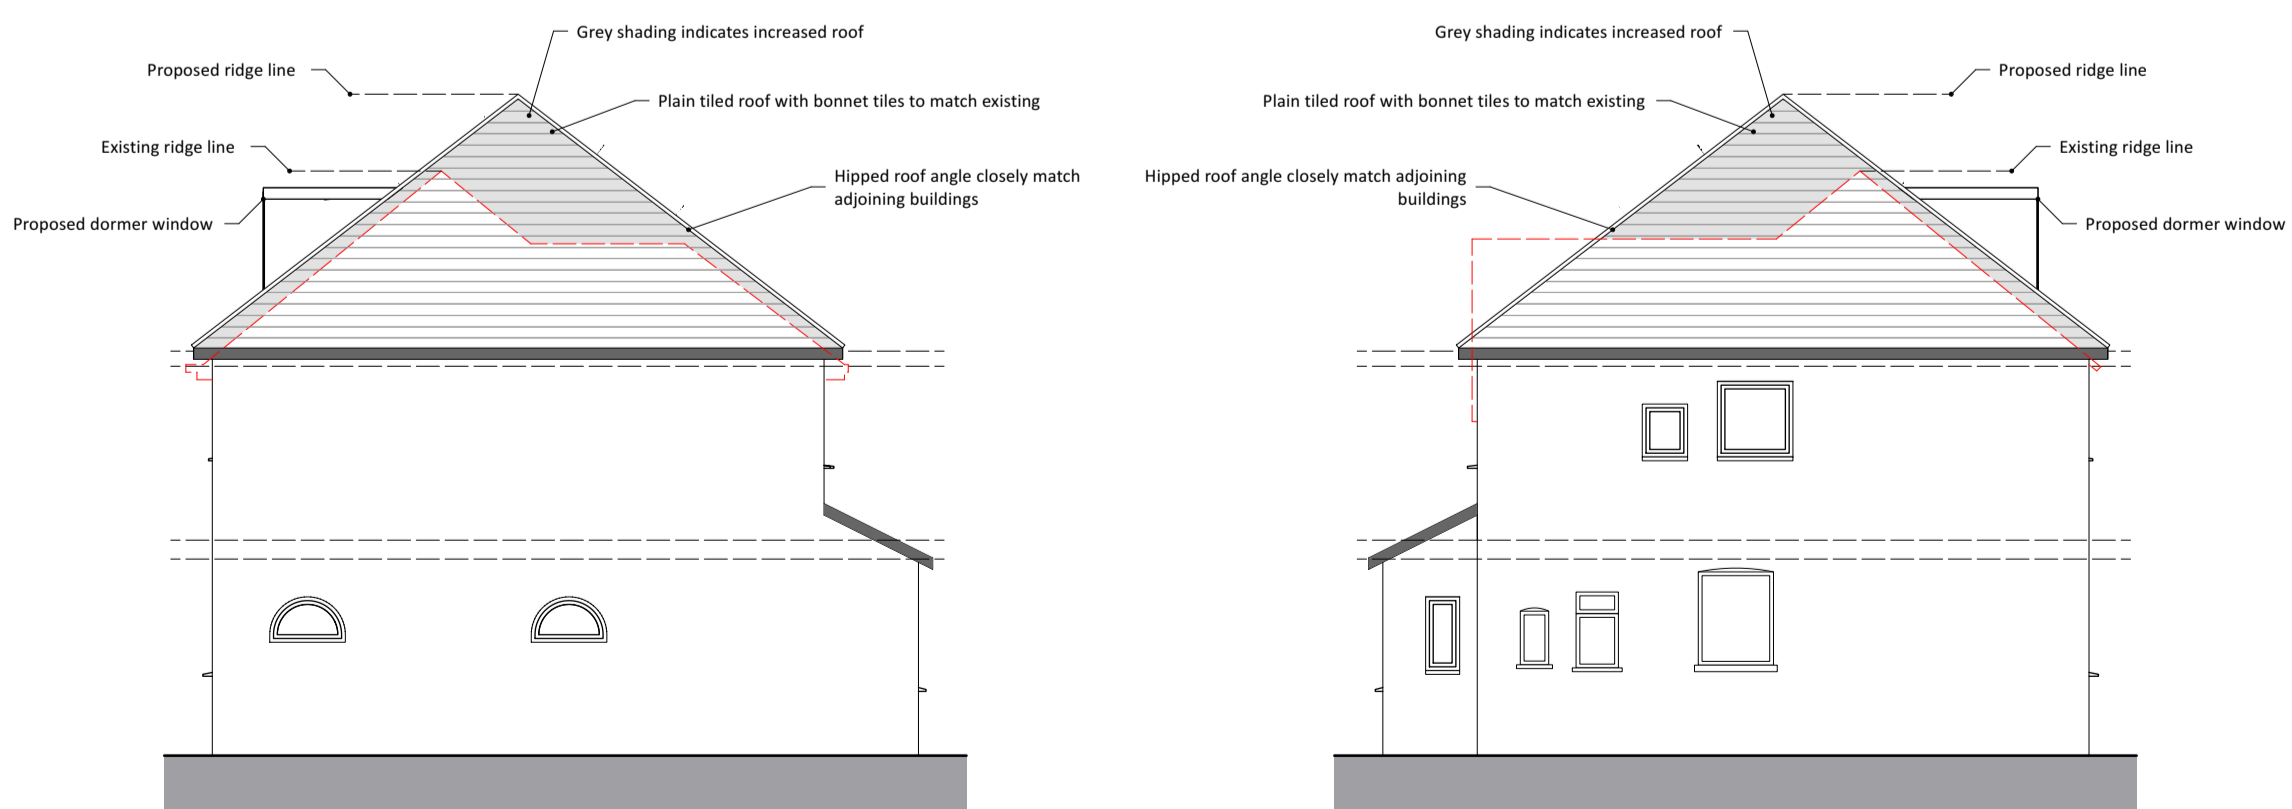 Grey shading indicates increased roof
Proposed ridge line
Plain tiled roof with bonnet tiles to match existing
Existing ridge line
Hipped roof angle closely match
adjoining buildings
Proposed dormer window
Grey shading indicates increased roof
Proposed ridge line
Plain tiled roof with bonnet tiles to match existing
Existing ridge line
Hipped roof angle closely match adjoining
buildings
Proposed dormer window